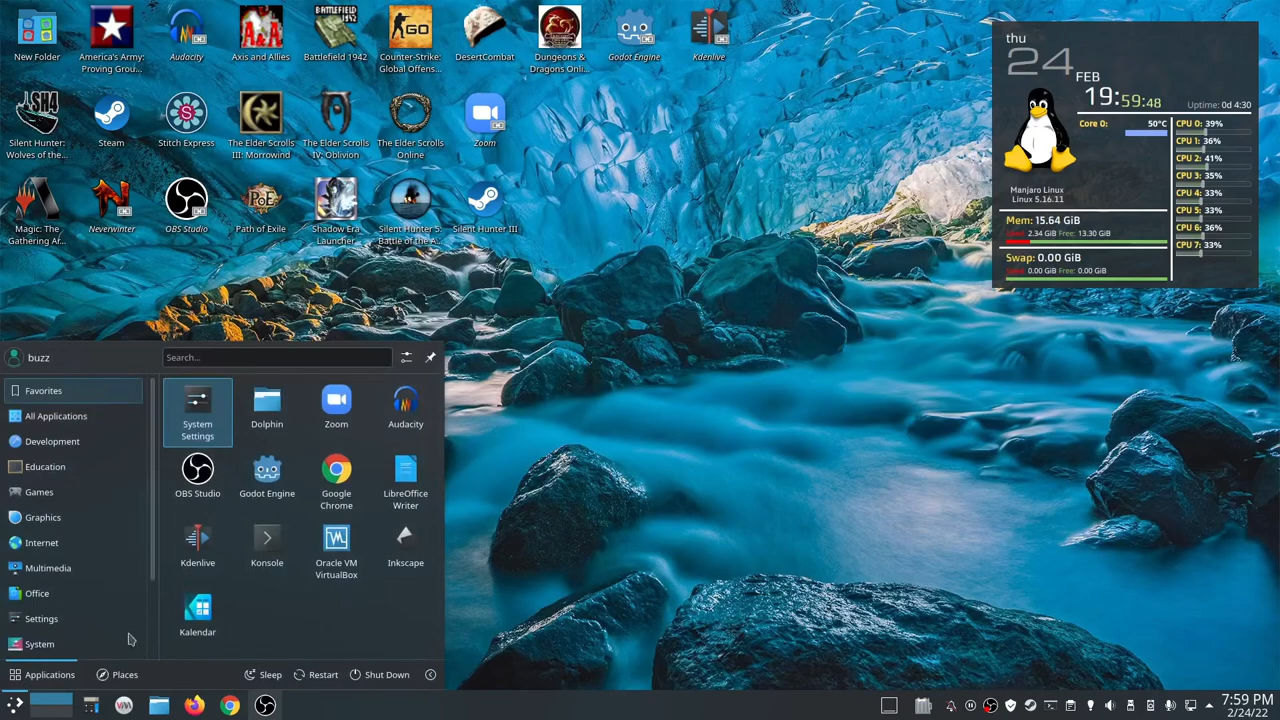 New Folder
America's Army:
Proving Grou...
Audacity
Axis and Allies
Battlefield 1942
Counter-Strike:
Global Offens...
DesertCombat
Dungeons &
Dragons Onli...
Godot Engine
Kdenlive
Silent Hunter:
Wolves of the...
Steam
Stitch Express
The Elder Scrolls
III: Morrowind
The Elder Scrolls
IV: Oblivion
The Elder Scrolls
Online
Zoom
Magic: The
Gathering Ar...
Neverwinter
OBS Studio
Path of Exile
Shadow Era
Launcher
Silent Hunter 5:
Battle of the A...
Silent Hunter III
thu
24
FEB
19:59:48
Uptime: 0d 4:30
Core 0: 50°C
Manjaro Linux
Linux 5.16.11
CPU 0: 39%
CPU 1: 36%
CPU 2: 41%
CPU 3: 35%
CPU 4: 33%
CPU 5: 33%
CPU 6: 36%
CPU 7: 33%
Mem: 15.64 GiB
2.34 GiB Free: 13.30 GiB
Swap: 0.00 GiB
0.00 GiB Free: 0.00 GiB
buzz
Search...
Favorites
All Applications
Development
Education
Games
Graphics
Internet
Multimedia
Office
Settings
System
System
Settings
Dolphin
Zoom
Audacity
OBS Studio
Godot Engine
Google
Chrome
LibreOffice
Writer
Kdenlive
Konsole
Oracle VM
VirtualBox
Inkscape
Kalendar
Applications
Places
Sleep
Restart
Shut Down
7:59 PM
2/24/22